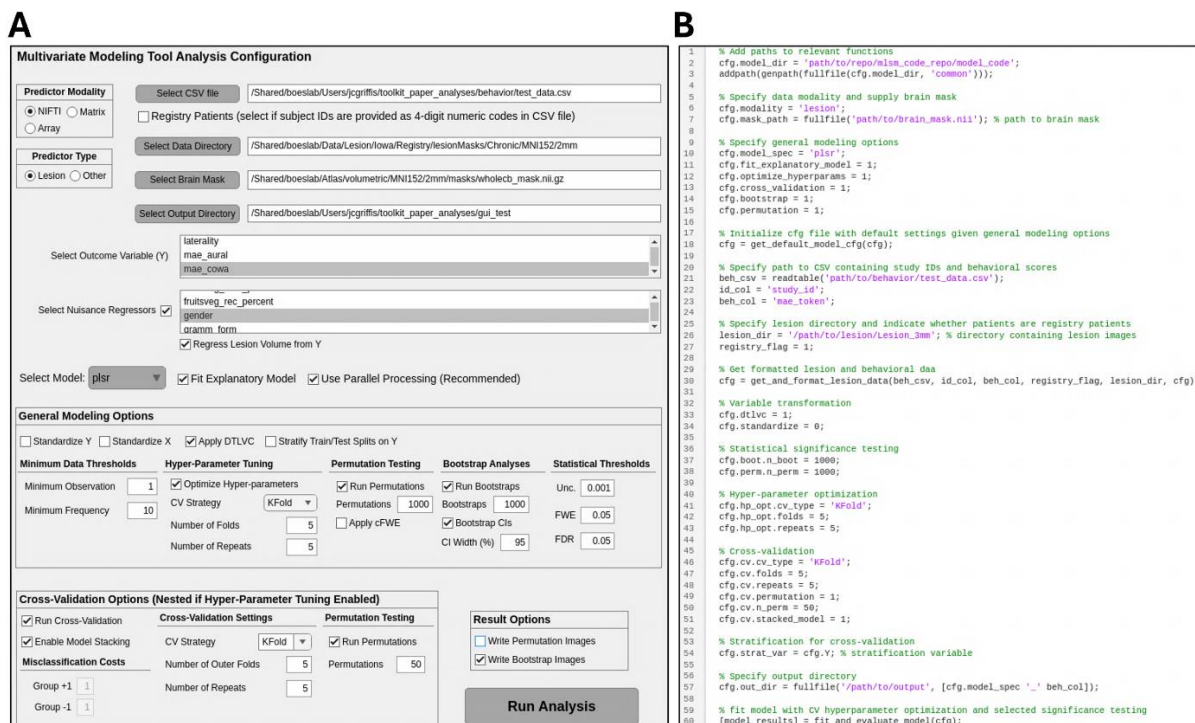 A
Multivariate Modeling Tool Analysis Configuration
Predictor Modality
NIFTI Matrix
Array
Predictor Type
Lesion Other
Select CSV file /Shared/boeslab/Users/jcgriffis/toolkit_paper_analyses/behavior/test_data.csv
Registry Patients (select if subject IDs are provided as 4-digit numeric codes in CSV file)
Select Data Directory /Shared/boeslab/Data/Lesion/Iowa/Registry/lesionMasks/Chronic/MNI152/2mm
Select Brain Mask /Shared/boeslab/Atlas/volumetric/MNI152/2mm/masks/wholecb_mask.nii.gz
Select Output Directory /Shared/boeslab/Users/jcgriffis/toolkit_paper_analyses/gui_test
Select Outcome Variable (Y)
laterality
mae_aural
mae_cowa
Select Nuisance Regressors
fruitsveg_rec_percent
gender
gramm_form
Regress Lesion Volume from Y
Select Model: plsr Fit Explanatory Model Use Parallel Processing (Recommended)
General Modeling Options
Standardize Y Standardize X Apply DTLVC Stratify Train/Test Splits on Y
Minimum Data Thresholds
Minimum Observation 1
Minimum Frequency 10
Hyper-Parameter Tuning
Optimize Hyper-parameters
CV Strategy KFold
Number of Folds 5
Number of Repeats 5
Permutation Testing
Run Permutations
Permutations 1000
Apply cFWE
Bootstrap Analyses
Run Bootstraps
Bootstraps 1000
Bootstrap CIs
CI Width (%) 95
Statistical Thresholds
Unc. 0.001
FWE 0.05
FDR 0.05
Cross-Validation Options (Nested if Hyper-Parameter Tuning Enabled)
Run Cross-Validation
Enable Model Stacking
Misclassification Costs
Group +1 1
Group -1 1
Cross-Validation Settings
CV Strategy KFold
Number of Outer Folds 5
Number of Repeats 5
Permutation Testing
Run Permutations
Permutations 50
Result Options
Write Permutation Images
Write Bootstrap Images
Run Analysis
B
1 % Add paths to relevant functions
2 cfg.model_dir = 'path/to/repo/mlsm_code_repo/model_code';
3 addpath(genpath(fullfile(cfg.model_dir, 'common')));
4
5 % Specify data modality and supply brain mask
6 cfg.modality = 'lesion';
7 cfg.mask_path = fullfile('path/to/brain_mask.nii'); % path to brain mask
8
9 % Specify general modeling options
10 cfg.model_spec = 'plsr';
11 cfg.fit_explanatory_model = 1;
12 cfg.optimize_hyperparams = 1;
13 cfg.cross_validation = 1;
14 cfg.bootstrap = 1;
15 cfg.permutation = 1;
16
17 % Initialize cfg file with default settings given general modeling options
18 cfg = get_default_model_cfg(cfg);
19
20 % Specify path to CSV containing study IDs and behavioral scores
21 beh_csv = readtable('path/to/behavior/test_data.csv');
22 id_col = 'study_id';
23 beh_col = 'mae_token';
24
25 % Specify lesion directory and indicate whether patients are registry patients
26 lesion_dir = '/path/to/lesion/Lesion_3mm'; % directory containing lesion images
27 registry_flag = 1;
28
29 % Get formatted lesion and behavioral daa
30 cfg = get_and_format_lesion_data(beh_csv, id_col, beh_col, registry_flag, lesion_dir, cfg)
31
32 % Variable transformation
33 cfg.dtlvc = 1;
34 cfg.standardize = 0;
35
36 % Statistical significance testing
37 cfg.boot.n_boot = 1000;
38 cfg.perm.n_perm = 1000;
39
40 % Hyper-parameter optimization
41 cfg.hp_opt.cv_type = 'KFold';
42 cfg.hp_opt.folds = 5;
43 cfg.hp_opt.repeats = 5;
44
45 % Cross-validation
46 cfg.cv.cv_type = 'KFold';
47 cfg.cv.folds = 5;
48 cfg.cv.repeats = 5;
49 cfg.cv.permutation = 1;
50 cfg.cv.n_perm = 50;
51 cfg.cv.stacked_model = 1;
52
53 % Stratification for cross-validation
54 cfg.strat_var = cfg.Y; % stratification variable
55
56 % Specify output directory
57 cfg.out_dir = fullfile('/path/to/output', [cfg.model_spec '_' beh_col]);
58
59 % fit model with CV hyperparameter optimization and selected significance testing
60 [model_results] = fit_and_evaluate_model(cfg);